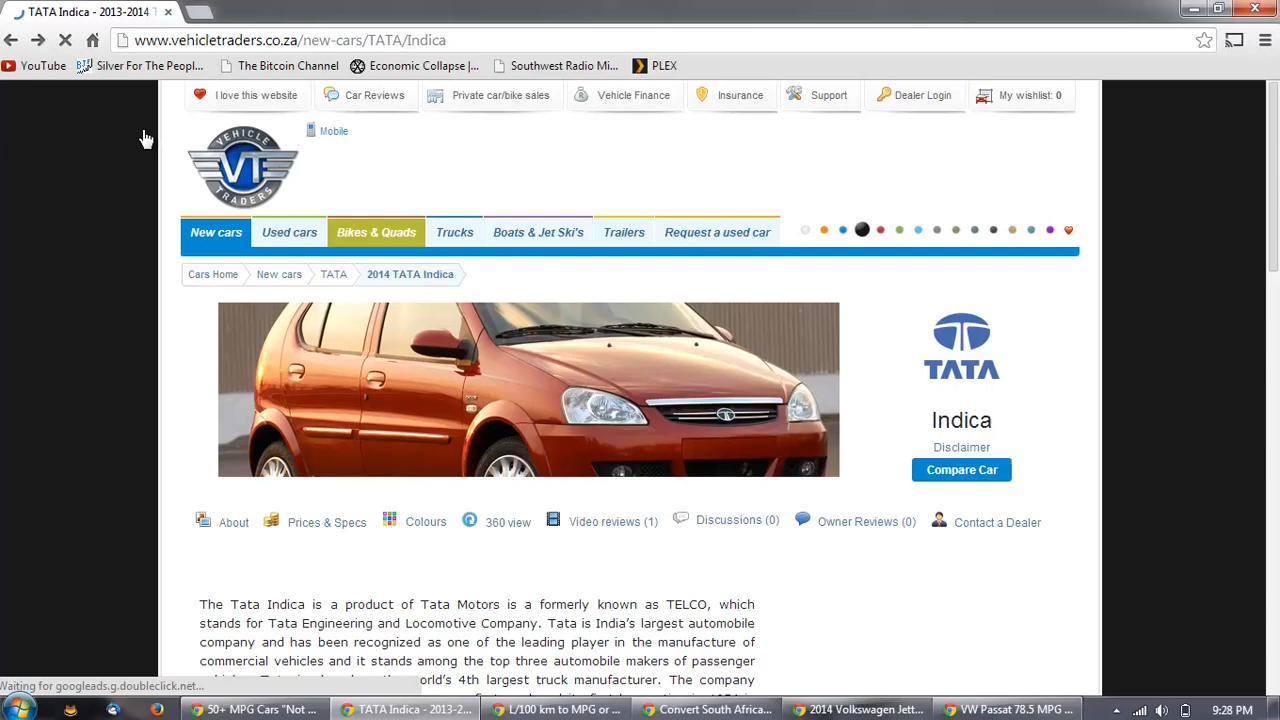 TATA Indica - 2013-2014 T
www.vehicletraders.co.za/new-cars/TATA/Indica
YouTube
Silver For The Peopl...
The Bitcoin Channel
Economic Collapse |...
Southwest Radio Mi...
PLEX
I love this website
Car Reviews
Private car/bike sales
Vehicle Finance
Insurance
Support
Dealer Login
My wishlist: 0
VEHICLE
VT
TRADERS
Mobile
New cars
Used cars
Bikes & Quads
Trucks
Boats & Jet Ski's
Trailers
Request a used car
Cars Home
New cars
TATA
2014 TATA Indica
TATA
Indica
Disclaimer
Compare Car
About
Prices & Specs
Colours
360 view
Video reviews (1)
Discussions (0)
Owner Reviews (0)
Contact a Dealer
The Tata Indica is a product of Tata Motors is a formerly known as TELCO, which
stands for Tata Engineering and Locomotive Company. Tata is India's largest automobile
company and has been recognized as one of the leading player in the manufacture of
commercial vehicles and it stands among the top three automobile makers of passenger
world's 4th largest truck manufacturer. The company
Waiting for googleads.g.doubleclick.net...
50+ MPG Cars "Not ...
TATA Indica - 2013-2...
L/100 km to MPG or ...
Convert South Africa...
2014 Volkswagen Jett...
VW Passat 78.5 MPG ...
9:28 PM